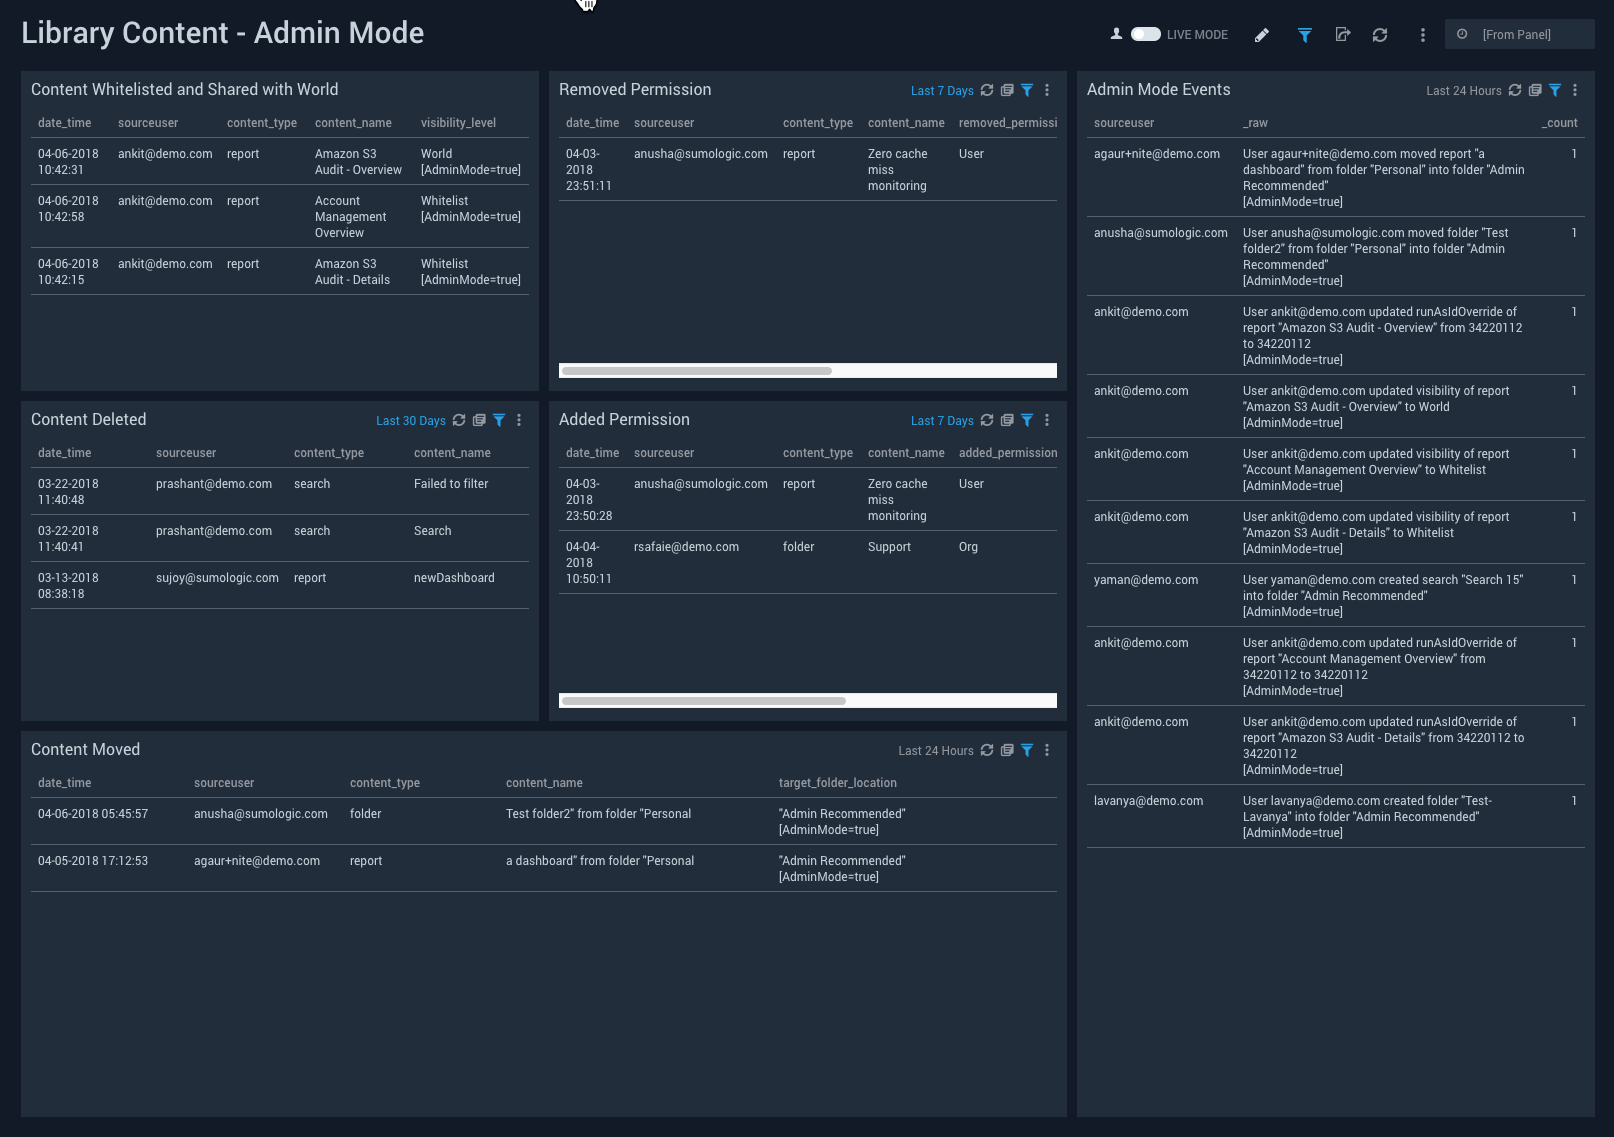 Library Content - Admin Mode
LIVE MODE
[From Panel]
Content Whitelisted and Shared with World
date_time sourceuser content_type content_name visibility_level
04-06-2018 ankit@demo.com report Amazon S3 World
10:42:31 Audit - Overview [AdminMode=true]
04-06-2018 ankit@demo.com report Account Whitelist
10:42:58 Management [AdminMode=true]
Overview
04-06-2018 ankit@demo.com report Amazon S3 Whitelist
10:42:15 Audit - Details [AdminMode=true]
Removed Permission
Last 7 Days
date_time sourceuser content_type content_name removed_permissi
04-03- anusha@sumologic.com report Zero cache User
2018 miss
23:51:11 monitoring
Content Deleted
Last 30 Days
date_time sourceuser content_type content_name
03-22-2018 prashant@demo.com search Failed to filter
11:40:48
03-22-2018 prashant@demo.com search Search
11:40:41
03-13-2018 sujoy@sumologic.com report newDashboard
08:38:18
Added Permission
Last 7 Days
date_time sourceuser content_type content_name added_permission
04-03- anusha@sumologic.com report Zero cache User
2018 miss
23:50:28 monitoring
04-04- rsafaie@demo.com folder Support Org
2018
10:50:11
Content Moved
Last 24 Hours
date_time sourceuser content_type content_name target_folder_location
04-06-2018 05:45:57 anusha@sumologic.com folder Test folder2" from folder "Personal "Admin Recommended"
[AdminMode=true]
04-05-2018 17:12:53 agaur+nite@demo.com report a dashboard" from folder "Personal "Admin Recommended"
[AdminMode=true]
Admin Mode Events
Last 24 Hours
sourceuser _raw _count
agaur+nite@demo.com User agaur+nite@demo.com moved report "a 1
dashboard" from folder "Personal" into folder "Admin
Recommended"
[AdminMode=true]
anusha@sumologic.com User anusha@sumologic.com moved folder "Test 1
folder2" from folder "Personal" into folder "Admin
Recommended"
[AdminMode=true]
ankit@demo.com User ankit@demo.com updated runAsIdOverride of 1
report "Amazon S3 Audit - Overview" from 34220112
to 34220112
[AdminMode=true]
ankit@demo.com User ankit@demo.com updated visibility of report 1
"Amazon S3 Audit - Overview" to World
[AdminMode=true]
ankit@demo.com User ankit@demo.com updated visibility of report 1
"Account Management Overview" to Whitelist
[AdminMode=true]
ankit@demo.com User ankit@demo.com updated visibility of report 1
"Amazon S3 Audit - Details" to Whitelist
[AdminMode=true]
yaman@demo.com User yaman@demo.com created search "Search 15" 1
into folder "Admin Recommended"
[AdminMode=true]
ankit@demo.com User ankit@demo.com updated runAsIdOverride of 1
report "Account Management Overview" from
34220112 to 34220112
[AdminMode=true]
ankit@demo.com User ankit@demo.com updated runAsIdOverride of 1
report "Amazon S3 Audit - Details" from 34220112 to
34220112
[AdminMode=true]
lavanya@demo.com User lavanya@demo.com created folder "Test- 1
Lavanya" into folder "Admin Recommended"
[AdminMode=true]